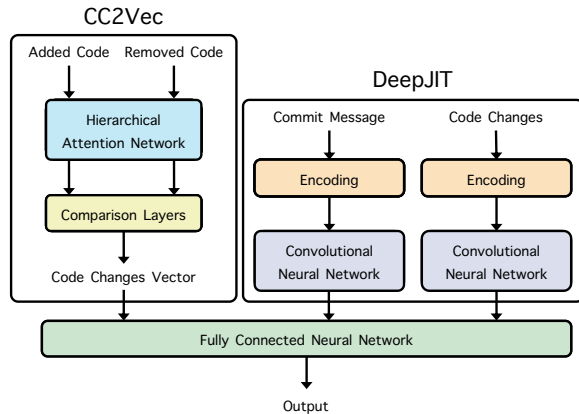 CC2Vec
Added Code
Removed Code
Hierarchical
Attention Network
Comparison Layers
Code Changes Vector
DeepJIT
Commit Message
Code Changes
Encoding
Encoding
Convolutional
Neural Network
Convolutional
Neural Network
Fully Connected Neural Network
Output